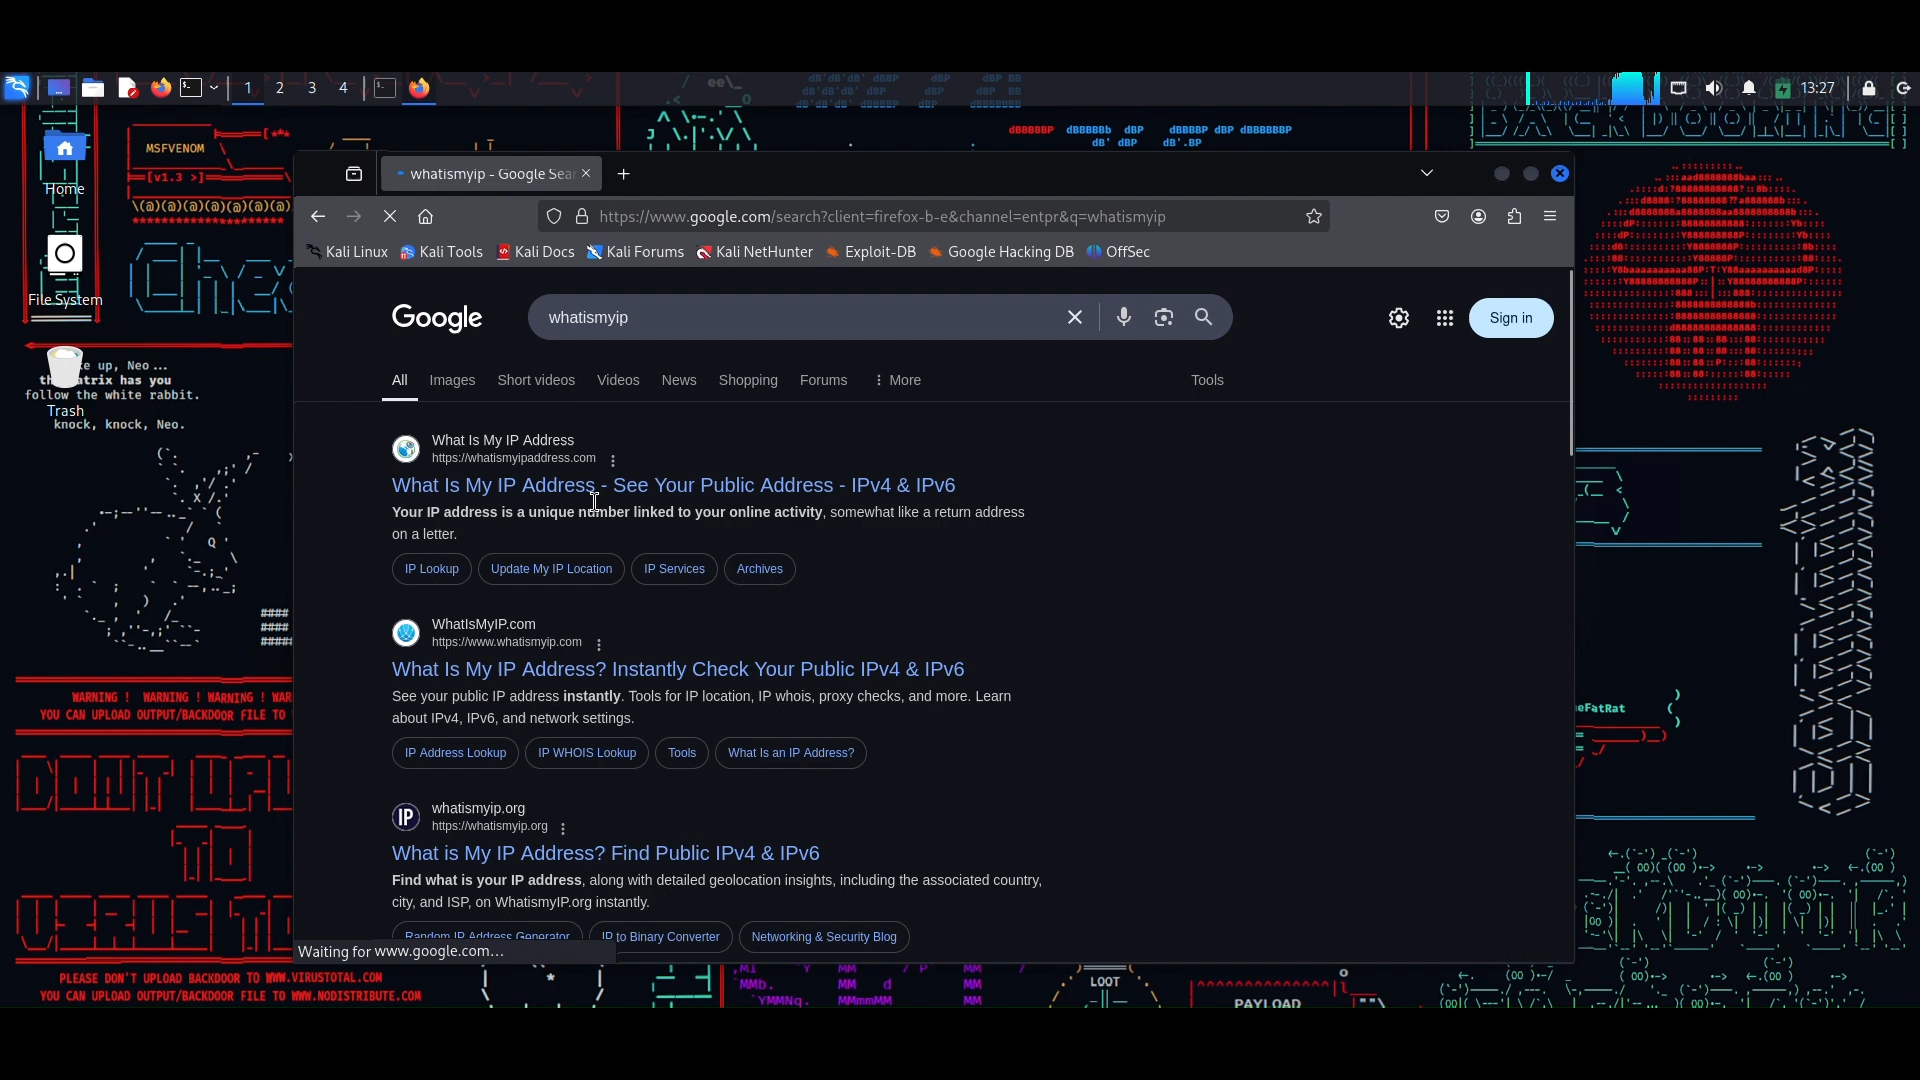 1 2 3 4
13:27
whatismyip - Google Sear
https://www.google.com/search?client=firefox-b-e&channel=entpr&q=whatismyip
Kali Linux Kali Tools Kali Docs Kali Forums Kali NetHunter Exploit-DB Google Hacking DB OffSec
Google
whatismyip
Sign in
All Images Short videos Videos News Shopping Forums More Tools
What Is My IP Address
https://whatismyipaddress.com
What Is My IP Address - See Your Public Address - IPv4 & IPv6
Your IP address is a unique number linked to your online activity, somewhat like a return address
on a letter.
IP Lookup Update My IP Location IP Services Archives
WhatIsMyIP.com
https://www.whatismyip.com
What Is My IP Address? Instantly Check Your Public IPv4 & IPv6
See your public IP address instantly. Tools for IP location, IP whois, proxy checks, and more. Learn
about IPv4, IPv6, and network settings.
IP Address Lookup IP WHOIS Lookup Tools What Is an IP Address?
IP
whatismyip.org
https://whatismyip.org
What is My IP Address? Find Public IPv4 & IPv6
Find what is your IP address, along with detailed geolocation insights, including the associated country,
city, and ISP, on WhatismyIP.org instantly.
Random IP Address Generator IP to Binary Converter Networking & Security Blog
Waiting for www.google.com…
Home
File System
Trash
MSFVENOM
[v1.3 >]
e up, Neo...
the matrix has you
follow the white rabbit.
knock, knock, Neo.
WARNING ! WARNING ! WARNING ! WAR
YOU CAN UPLOAD OUTPUT/BACKDOOR FILE TO
PLEASE DON'T UPLOAD BACKDOOR TO WWW.VIRUSTOTAL.COM
YOU CAN UPLOAD OUTPUT/BACKDOOR FILE TO WWW.NODISTRIBUTE.COM
eFatRat
LOOT
PAYLOAD